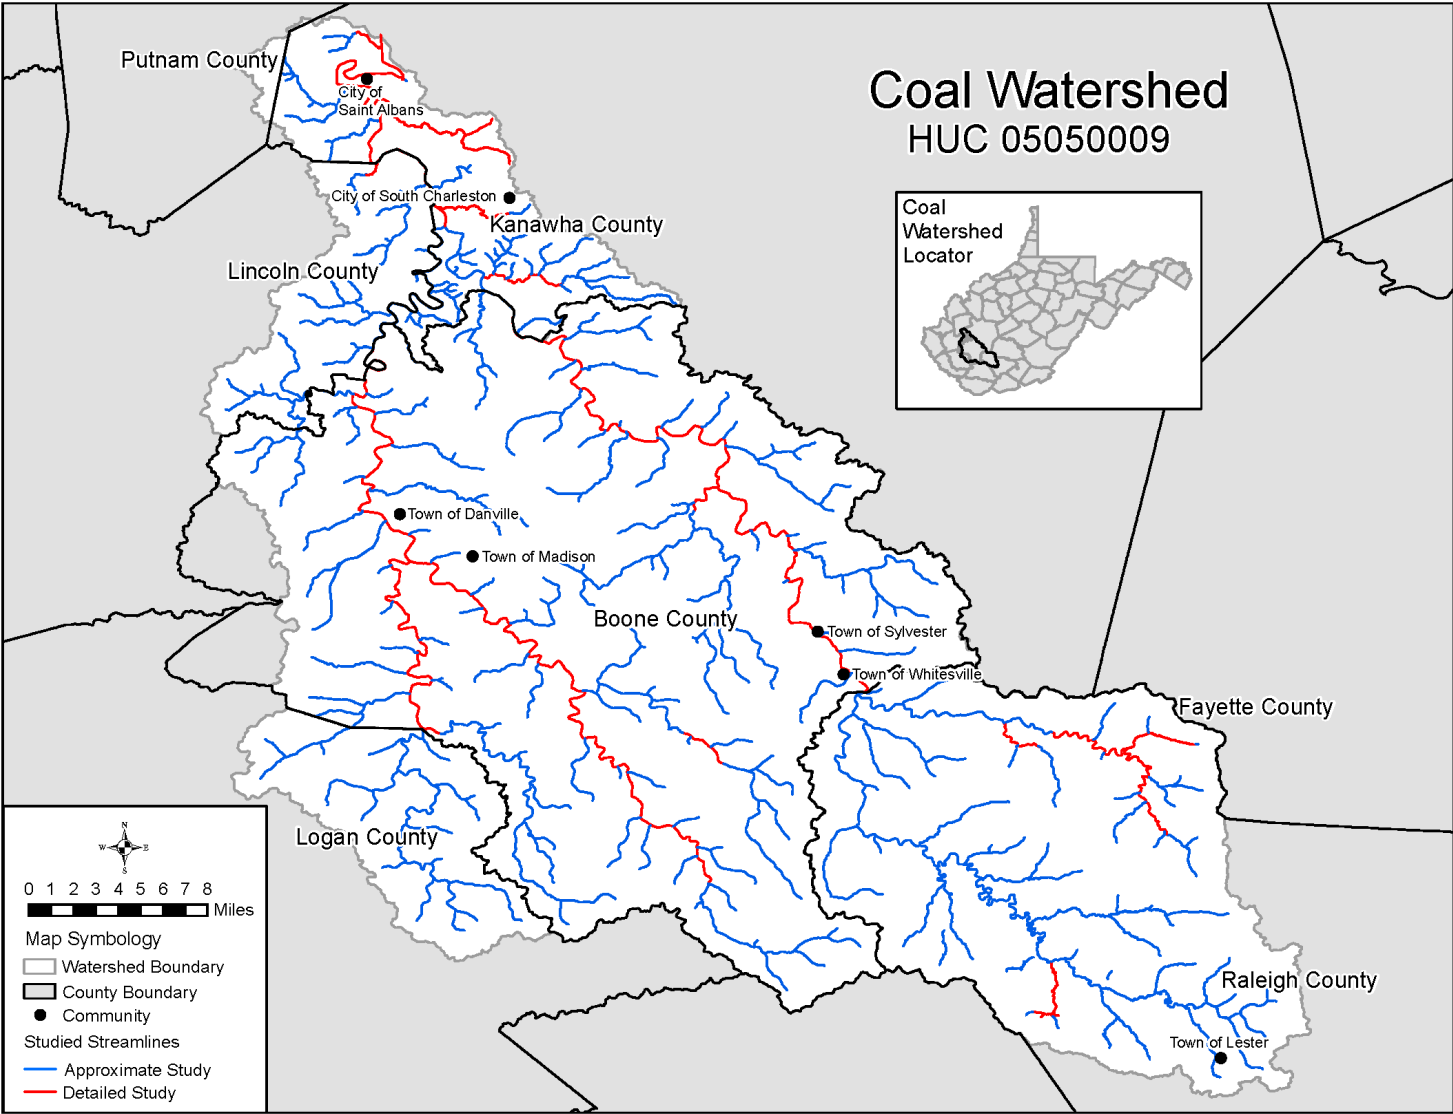 Coal Watershed
HUC 05050009
Putnam County
City of
Saint Albans
City of South Charleston
Kanawha County
Lincoln County
Coal
Watershed
Locator
Town of Danville
Town of Madison
Boone County
Town of Sylvester
Town of Whitesville
Fayette County
Logan County
Raleigh County
Town of Lester
N
W E
S
0 1 2 3 4 5 6 7 8
Miles
Map Symbology
Watershed Boundary
County Boundary
Community
Studied Streamlines
Approximate Study
Detailed Study